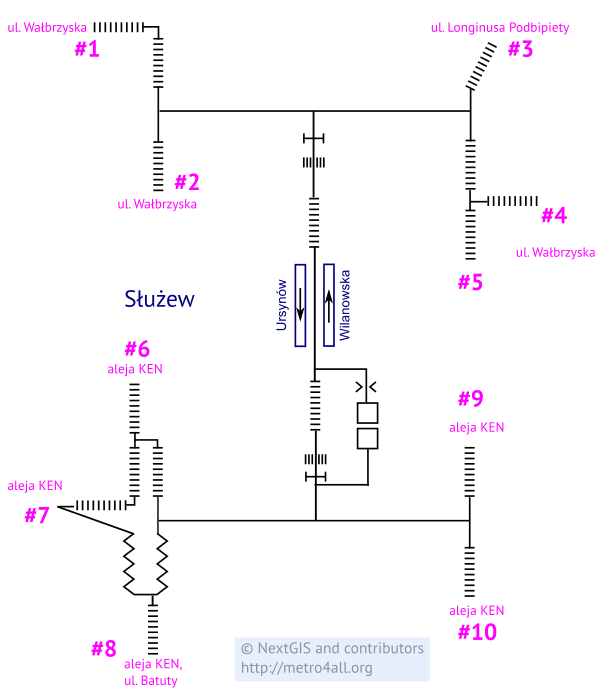 ul. Wałbrzyska
#1
ul. Longinusa Podbipięty
#3
#2
ul. Wałbrzyska
#4
ul. Wałbrzyska
#5
Służew
Ursynów
Wilanowska
#6
aleja KEN
#9
aleja KEN
aleja KEN
#7
#8
aleja KEN,
ul. Batuty
aleja KEN
#10
© NextGIS and contributors
http://metro4all.org